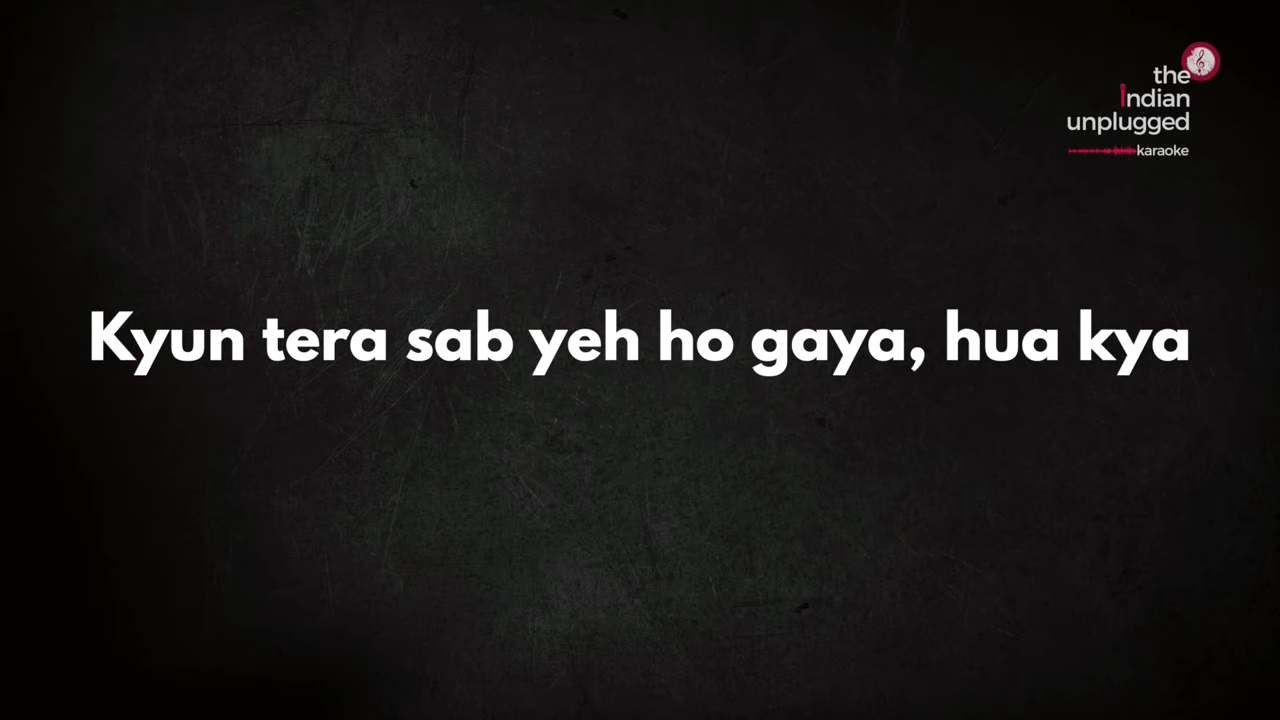 the
indian
unplugged
karaoke
Kyun tera sab yeh ho gaya, hua kya